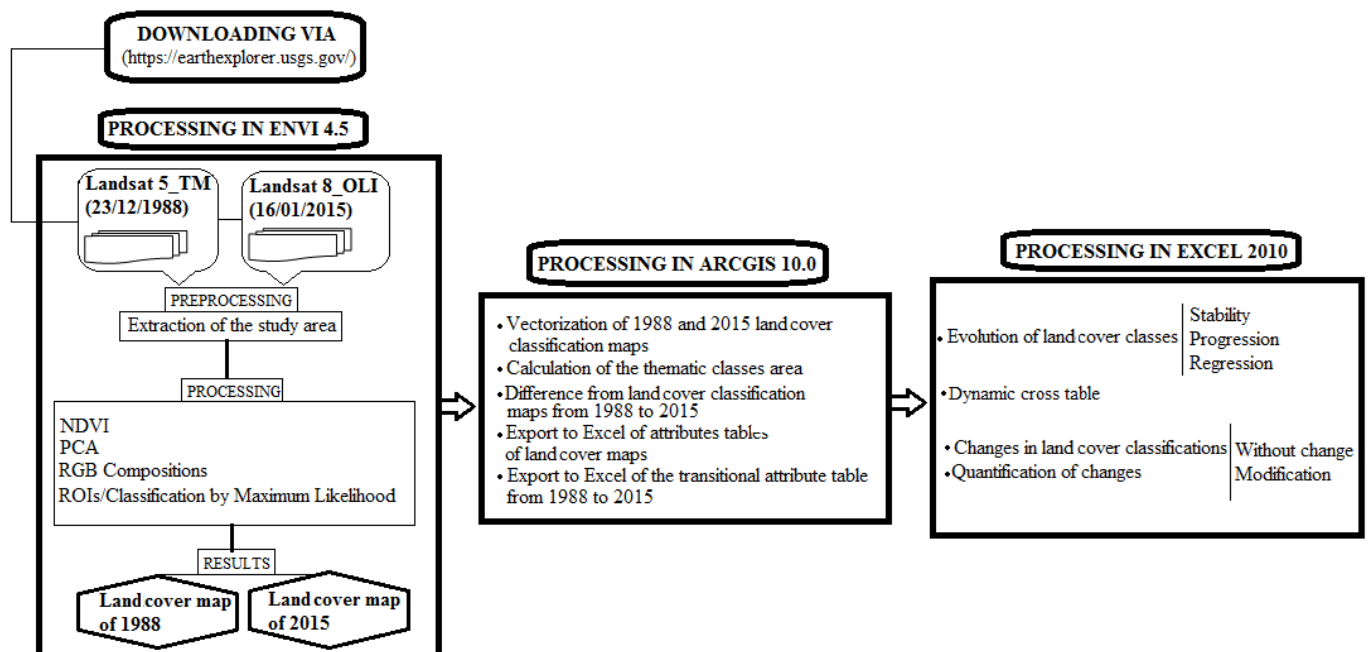 DOWNLOADING VIA
(https://earthexplorer.usgs.gov/)
PROCESSING IN ENVI 4.5
Landsat 5_TM
(23/12/1988)
Landsat 8_OLI
(16/01/2015)
PREPROCESSING
Extraction of the study area
PROCESSING
NDVI
PCA
RGB Compositions
ROIs/Classification by Maximum Likelihood
RESULTS
Land cover map
of 1988
Land cover map
of 2015
PROCESSING IN ARCGIS 10.0
• Vectorization of 1988 and 2015 land cover
classification maps
• Calculation of the thematic classes area
• Difference from land cover classification
maps from 1988 to 2015
• Export to Excel of attributes tables
of land cover maps
• Export to Excel of the transitional attribute table
from 1988 to 2015
PROCESSING IN EXCEL 2010
• Evolution of land cover classes
Stability
Progression
Regression
• Dynamic cross table
• Changes in land cover classifications
• Quantification of changes
Without change
Modification